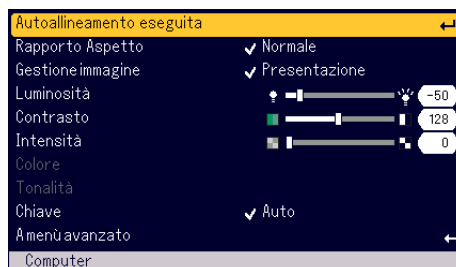 Autoallineamento eseguita
Rapporto Aspetto Normale
Gestione immagine Presentazione
Luminosità -50
Contrasto 128
Intensità 0
Colore
Tonalità
Chiave Auto
A menù avanzato
Computer